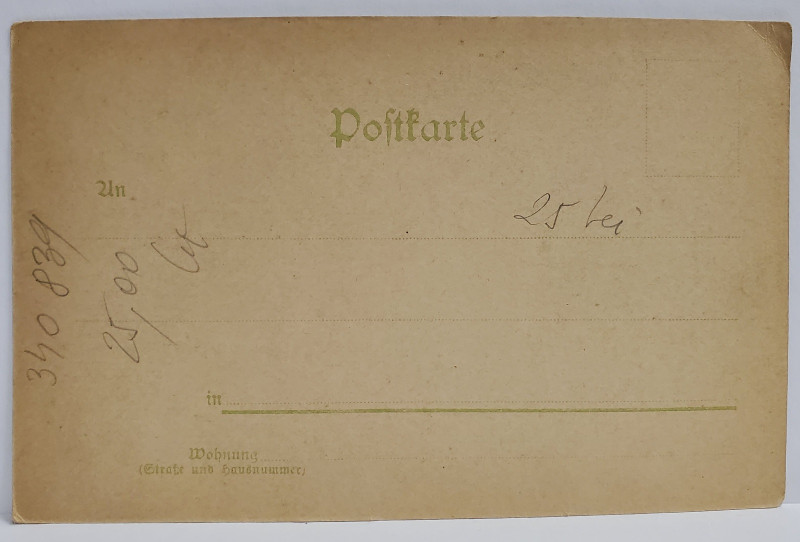 Postkarte
An
25 lei
340 839
25,00
in
Wohnung
(Straße und Hausnummer)